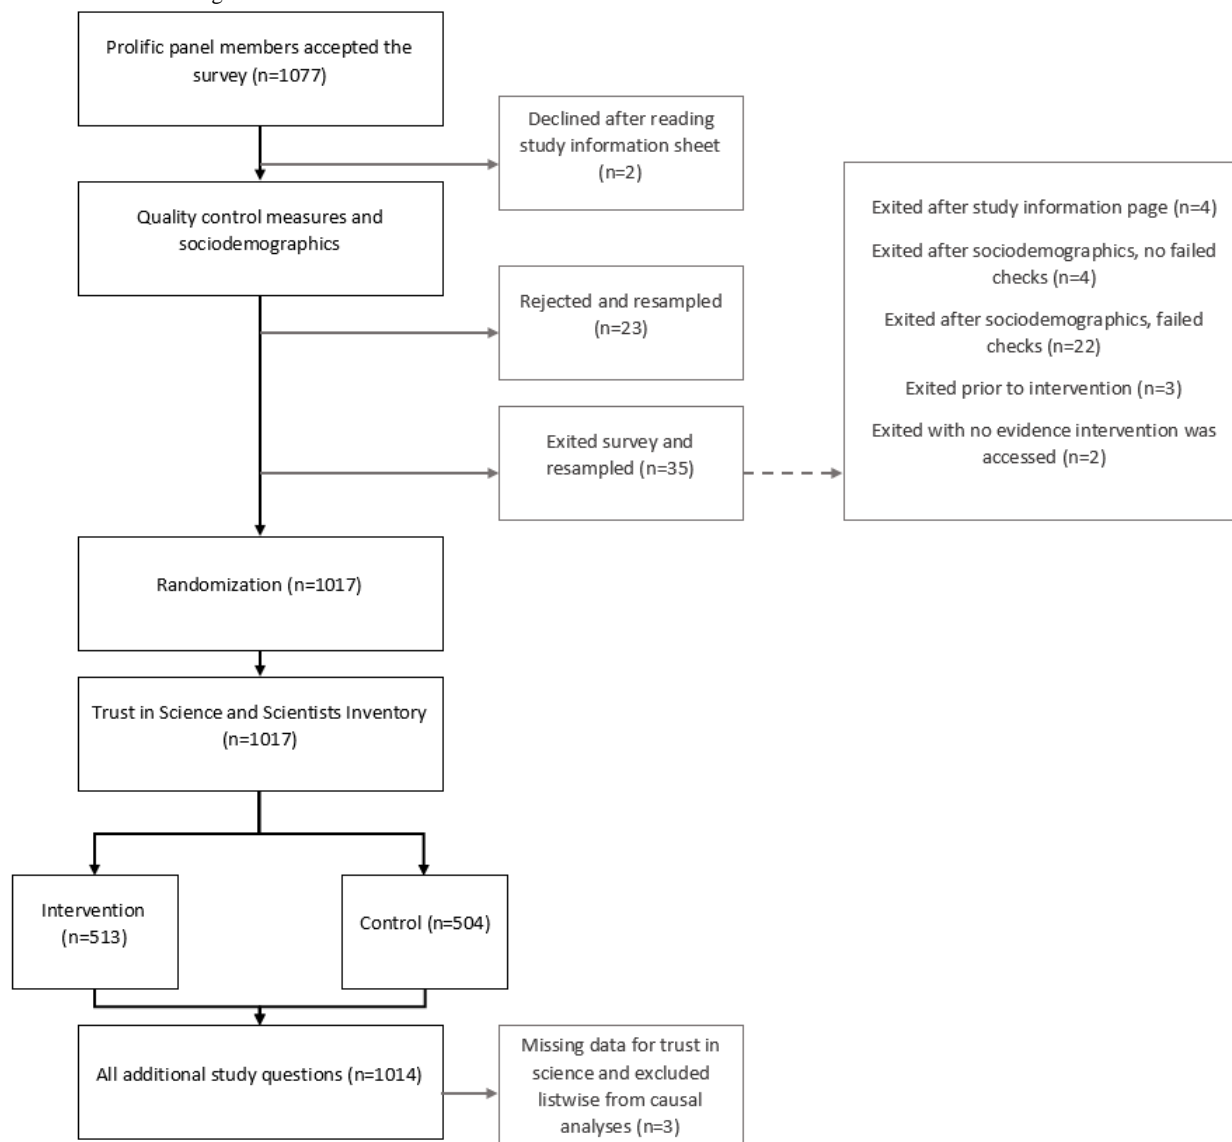 Prolific panel members accepted the
survey (n=1077)
Declined after reading
study information sheet
(n=2)
Quality control measures and
sociodemographics
Exited after study information page (n=4)
Exited after sociodemographics, no failed
checks (n=4)
Exited after sociodemographics, failed
checks (n=22)
Exited prior to intervention (n=3)
Exited with no evidence intervention was
accessed (n=2)
Rejected and resampled
(n=23)
Exited survey and
resampled (n=35)
Randomization (n=1017)
Trust in Science and Scientists Inventory
(n=1017)
Intervention
(n=513)
Control (n=504)
All additional study questions (n=1014)
Missing data for trust in
science and excluded
listwise from causal
analyses (n=3)